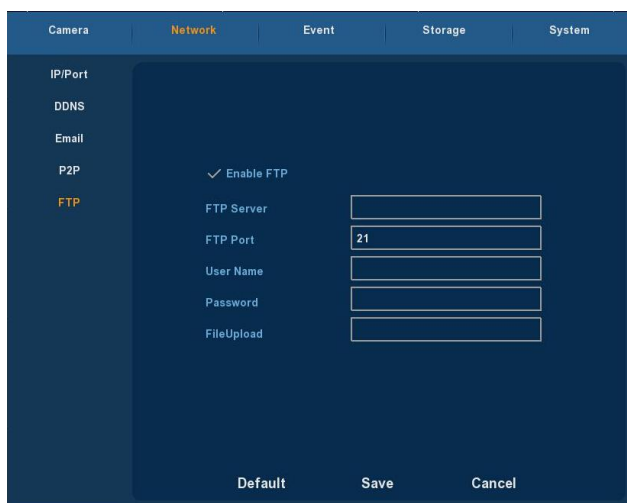 Camera Network Event Storage System
IP/Port
DDNS
Email
P2P
FTP
Enable FTP
FTP Server
FTP Port 21
User Name
Password
FileUpload
Default Save Cancel